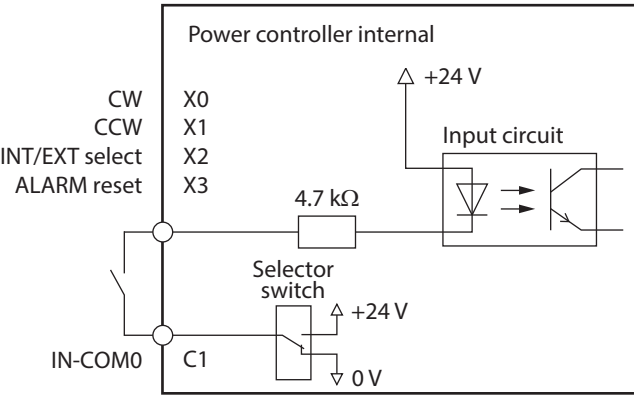 Power controller internal
+24 V
CW X0
CCW X1
INT/EXT select X2
ALARM reset X3
Input circuit
4.7 kΩ
Selector
switch
+24 V
IN-COM0 C1
0 V